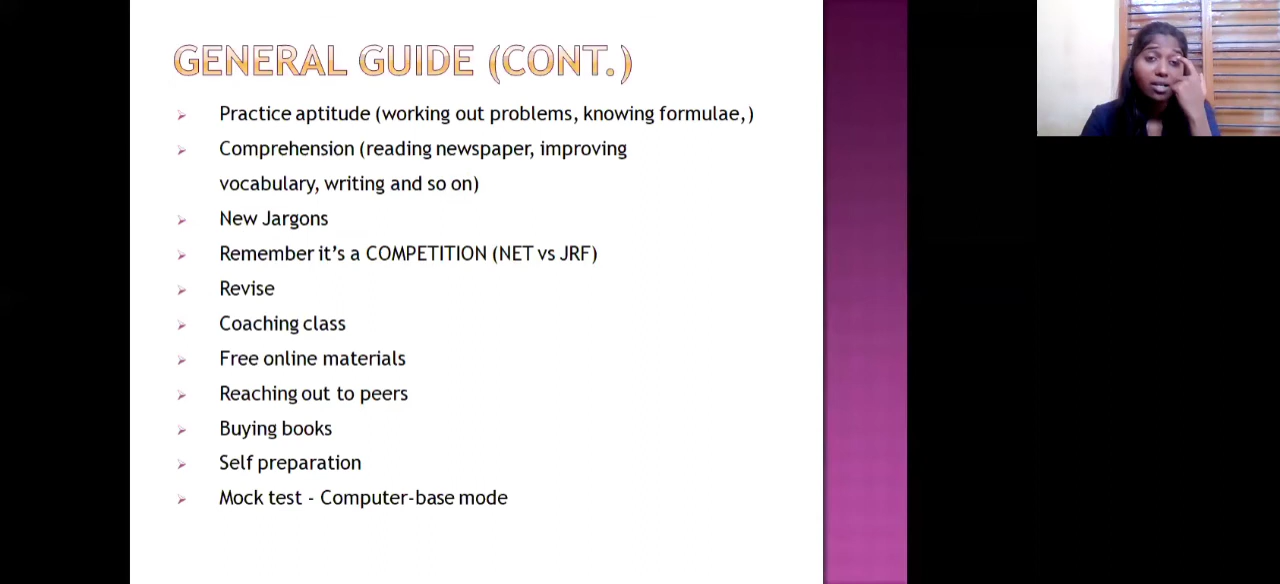 GENERAL GUIDE (CONT.)
Practice aptitude (working out problems, knowing formulae,)
Comprehension (reading newspaper, improving
vocabulary, writing and so on)
New Jargons
Remember it’s a COMPETITION (NET vs JRF)
Revise
Coaching class
Free online materials
Reaching out to peers
Buying books
Self preparation
Mock test - Computer-base mode